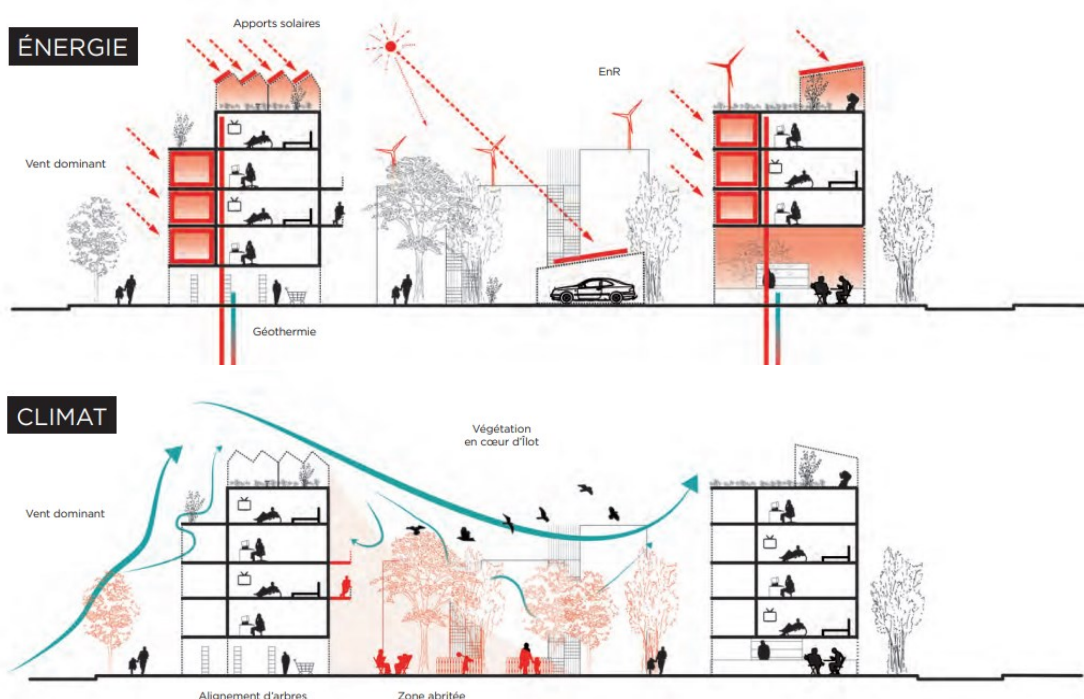 Apports solaires
ÉNERGIE
EnR
Vent dominant
Géothermie
CLIMAT
Végétation
en cœur d'Îlot
Vent dominant
Alignement d'arbres
Zone abritée